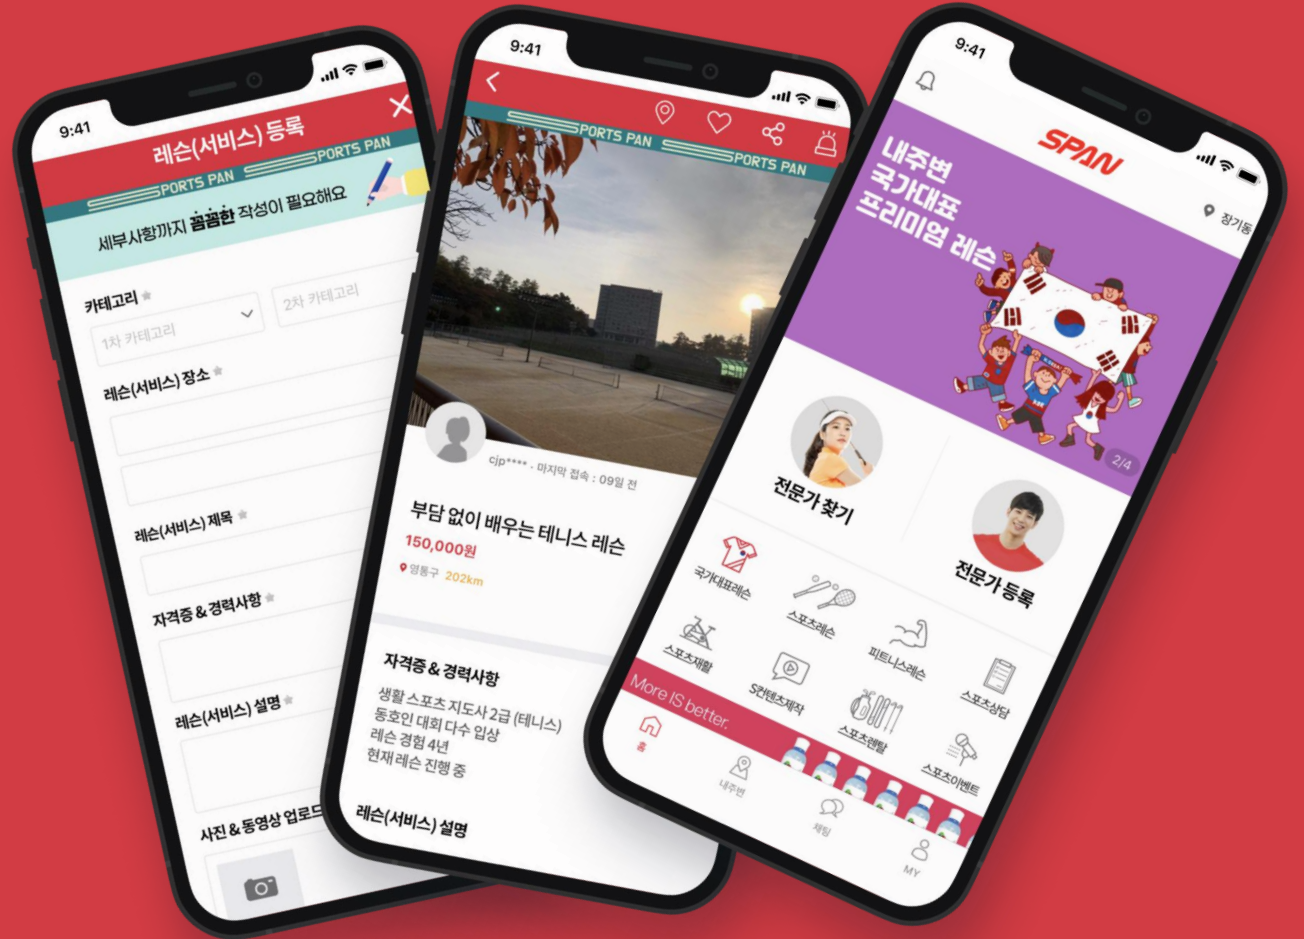 9:41
레슨(서비스) 등록
PORTS PAN
PORTS PAN
세부사항까지 꼼꼼한 작성이 필요해요
카테고리
1차 카테고리
2차 카테고리
레슨(서비스) 장소
레슨(서비스) 제목
자격증 & 경력사항
레슨(서비스) 설명
사진 & 동영상 업로드
9:41
PORTS PAN
PORTS PAN
cjp**** · 마지막 접속 : 09일 전
부담 없이 배우는 테니스 레슨
150,000원
영통구 202km
자격증 & 경력사항
생활 스포츠 지도사 2급 (테니스)
동호인 대회 다수 입상
레슨 경험 4년
현재 레슨 진행 중
레슨(서비스) 설명
9:41
SPAN
장기동
내주변
국가대표
프리미엄 레슨
2/4
전문가 찾기
전문가 등록
국가대표레슨
스포츠레슨
피트니스레슨
스포츠상담
스포츠재활
S컨텐츠제작
스포츠렌탈
스포츠이벤트
More IS better.
홈
내주변
채팅
MY